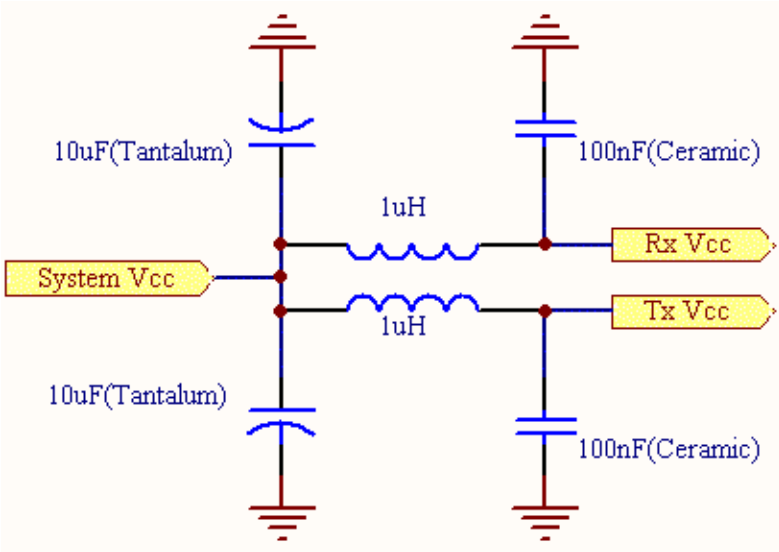 10uF(Tantalum)
100nF(Ceramic)
1uH
Rx Vcc
System Vcc
Tx Vcc
1uH
10uF(Tantalum)
100nF(Ceramic)